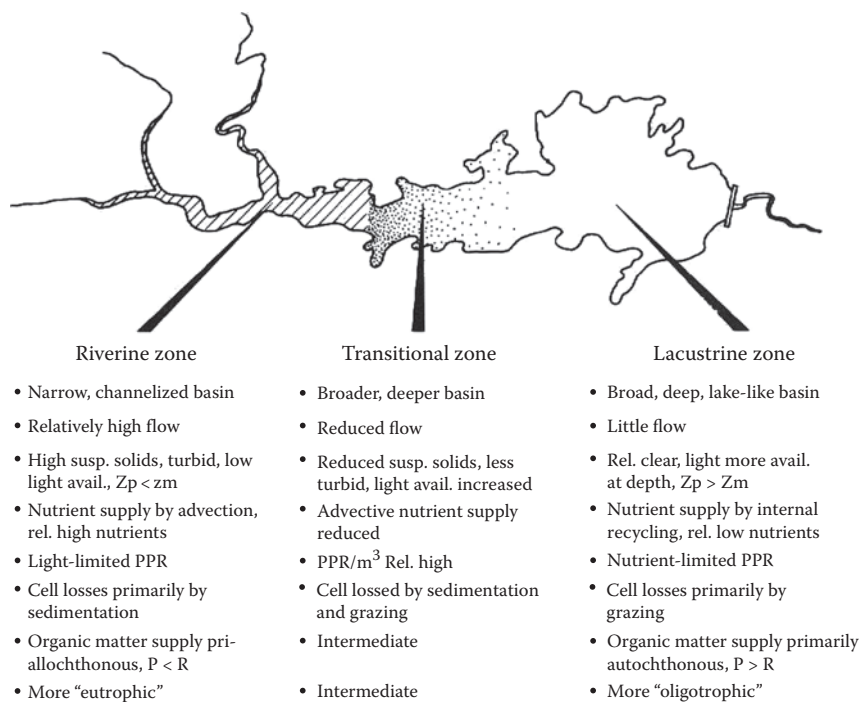 Riverine zone
• Narrow, channelized basin
• Relatively high flow
• High susp. solids, turbid, low
light avail., Zp < zm
• Nutrient supply by advection,
rel. high nutrients
• Light-limited PPR
• Cell losses primarily by
sedimentation
• Organic matter supply pri-
allochthonous, P < R
• More “eutrophic”
Transitional zone
• Broader, deeper basin
• Reduced flow
• Reduced susp. solids, less
turbid, light avail. increased
• Advective nutrient supply
reduced
• PPR/m³ Rel. high
• Cell lossed by sedimentation
and grazing
• Intermediate
• Intermediate
Lacustrine zone
• Broad, deep, lake-like basin
• Little flow
• Rel. clear, light more avail.
at depth, Zp > Zm
• Nutrient supply by internal
recycling, rel. low nutrients
• Nutrient-limited PPR
• Cell losses primarily by
grazing
• Organic matter supply primarily
autochthonous, P > R
• More “oligotrophic”